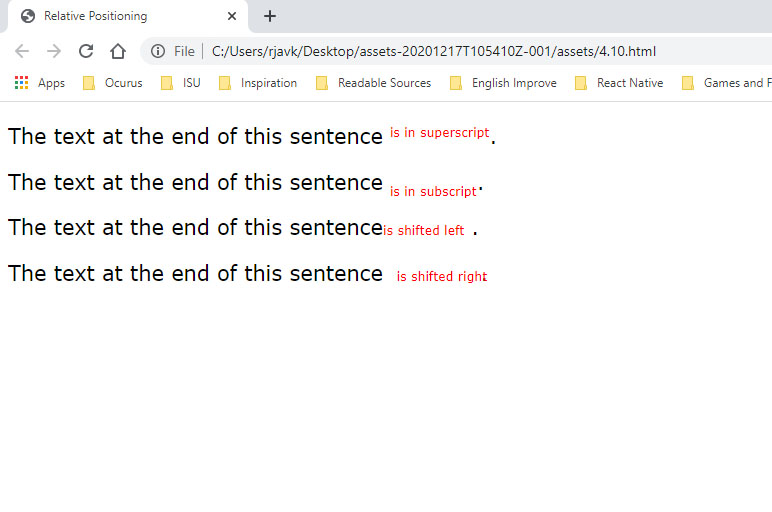 Relative Positioning
File C:/Users/rjavk/Desktop/assets-20201217T105410Z-001/assets/4.10.html
Apps Ocurus ISU Inspiration Readable Sources English Improve React Native Games and F
The text at the end of this sentence is in superscript.
The text at the end of this sentence is in subscript.
The text at the end of this sentenceis shifted left .
The text at the end of this sentence is shifted right.